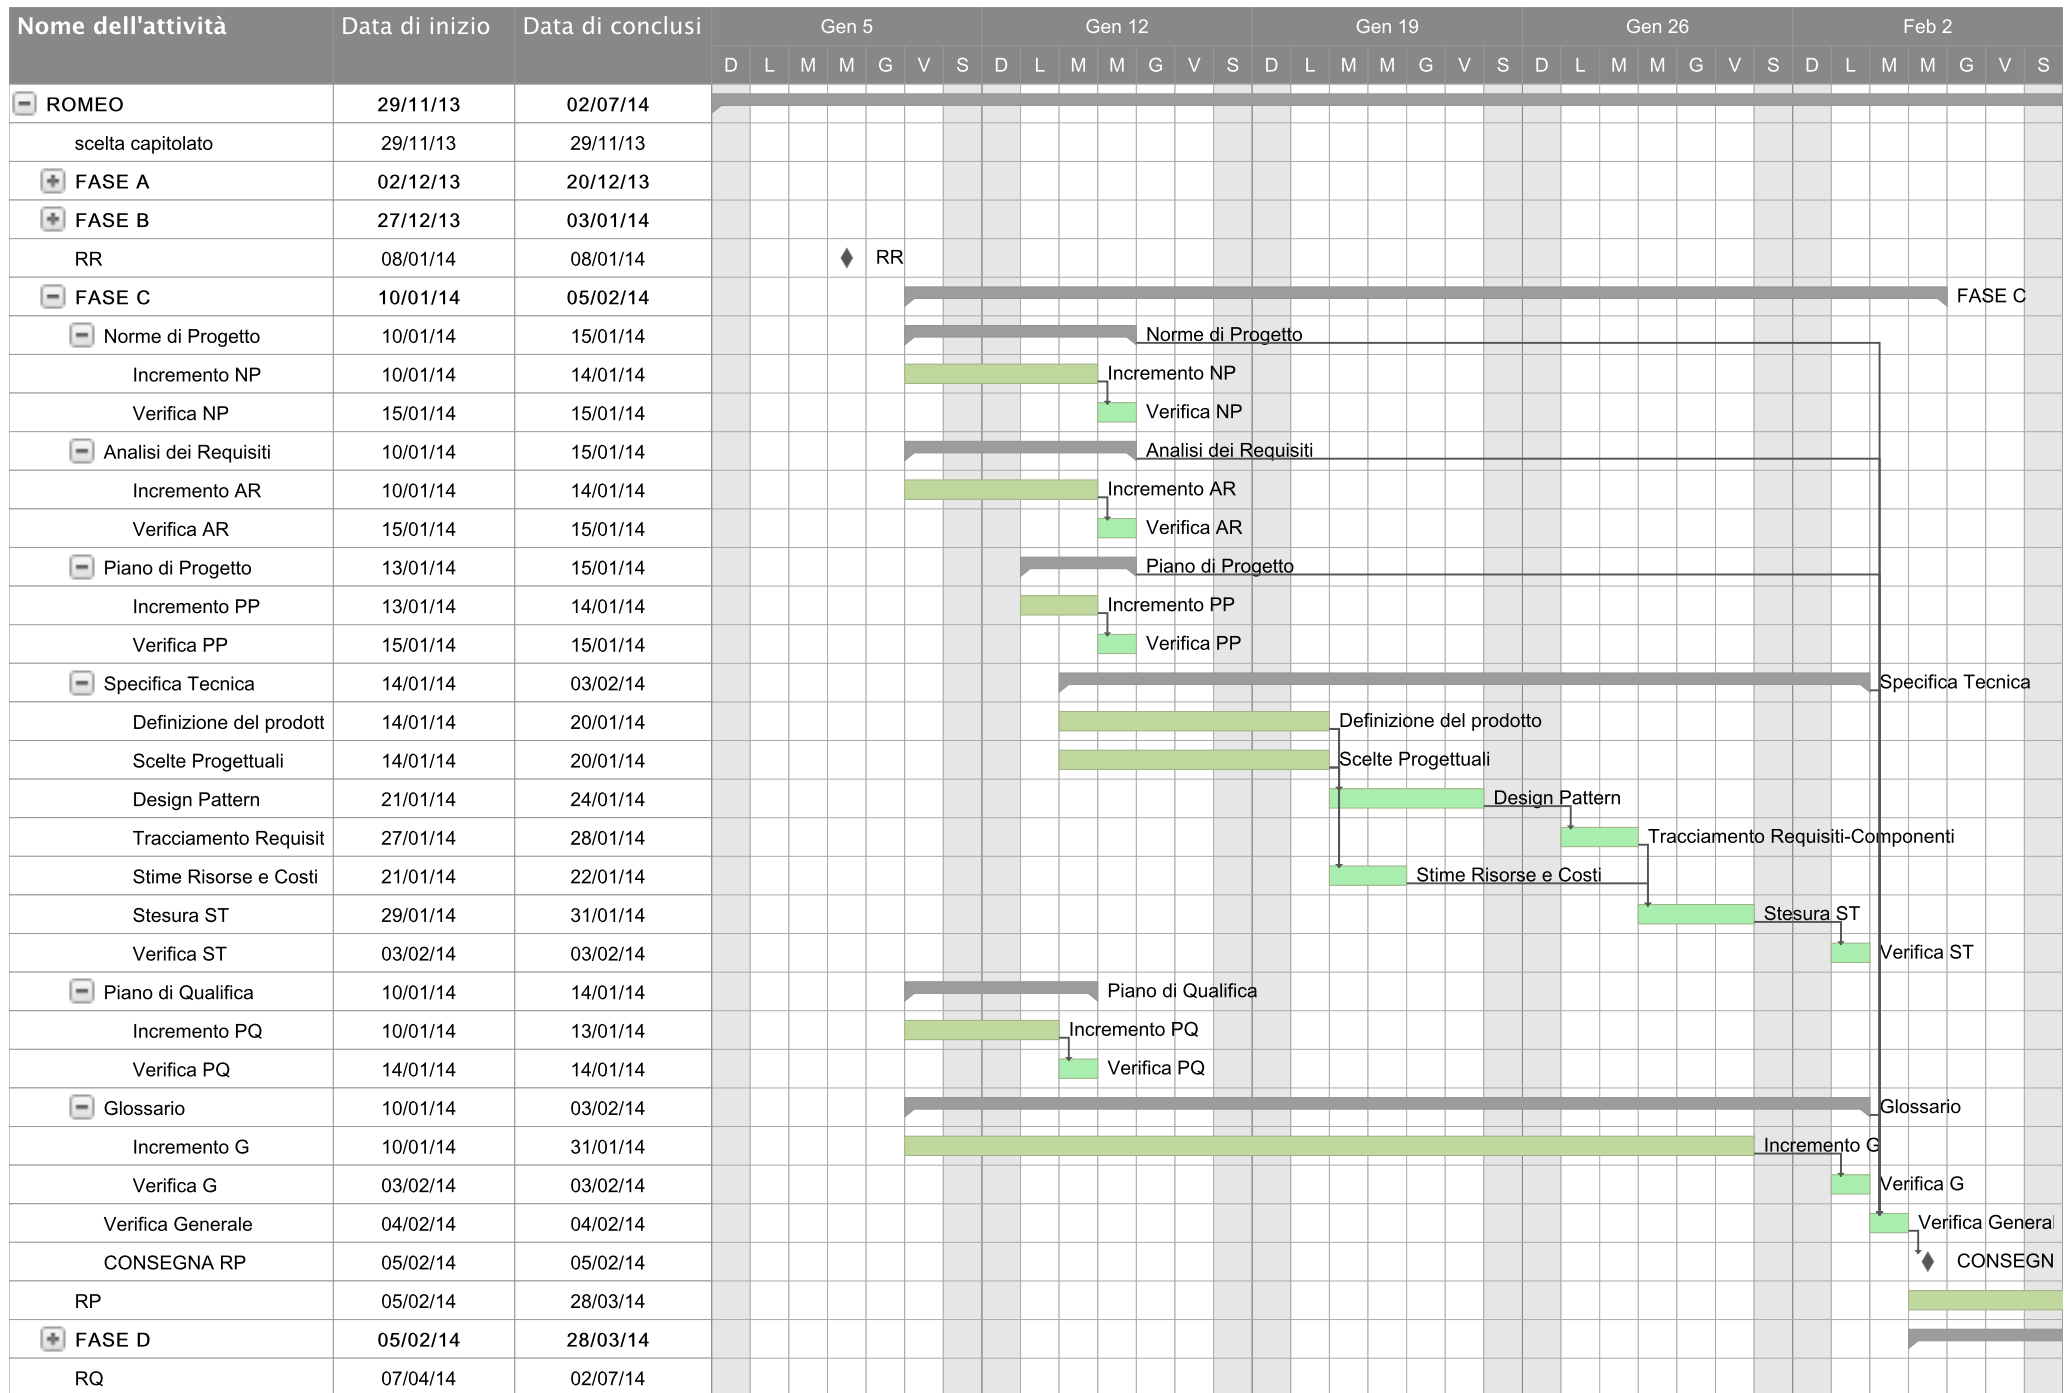 Nome dell'attività Data di inizio Data di conclusi Gen 5 Gen 12 Gen 19 Gen 26 Feb 2
D L M M G V S D L M M G V S D L M M G V S D L M M G V S D L M M G V S
ROMEO 29/11/13 02/07/14
scelta capitolato 29/11/13 29/11/13
FASE A 02/12/13 20/12/13
FASE B 27/12/13 03/01/14
RR 08/01/14 08/01/14 RR
FASE C 10/01/14 05/02/14 FASE C
Norme di Progetto 10/01/14 15/01/14 Norme di Progetto
Incremento NP 10/01/14 14/01/14 Incremento NP
Verifica NP 15/01/14 15/01/14 Verifica NP
Analisi dei Requisiti 10/01/14 15/01/14 Analisi dei Requisiti
Incremento AR 10/01/14 14/01/14 Incremento AR
Verifica AR 15/01/14 15/01/14 Verifica AR
Piano di Progetto 13/01/14 15/01/14 Piano di Progetto
Incremento PP 13/01/14 14/01/14 Incremento PP
Verifica PP 15/01/14 15/01/14 Verifica PP
Specifica Tecnica 14/01/14 03/02/14 Specifica Tecnica
Definizione del prodott 14/01/14 20/01/14 Definizione del prodotto
Scelte Progettuali 14/01/14 20/01/14 Scelte Progettuali
Design Pattern 21/01/14 24/01/14 Design Pattern
Tracciamento Requisit 27/01/14 28/01/14 Tracciamento Requisiti-Componenti
Stime Risorse e Costi 21/01/14 22/01/14 Stime Risorse e Costi
Stesura ST 29/01/14 31/01/14 Stesura ST
Verifica ST 03/02/14 03/02/14 Verifica ST
Piano di Qualifica 10/01/14 14/01/14 Piano di Qualifica
Incremento PQ 10/01/14 13/01/14 Incremento PQ
Verifica PQ 14/01/14 14/01/14 Verifica PQ
Glossario 10/01/14 03/02/14 Glossario
Incremento G 10/01/14 31/01/14 Incremento G
Verifica G 03/02/14 03/02/14 Verifica G
Verifica Generale 04/02/14 04/02/14 Verifica General
CONSEGNA RP 05/02/14 05/02/14 CONSEGN
RP 05/02/14 28/03/14
FASE D 05/02/14 28/03/14
RQ 07/04/14 02/07/14